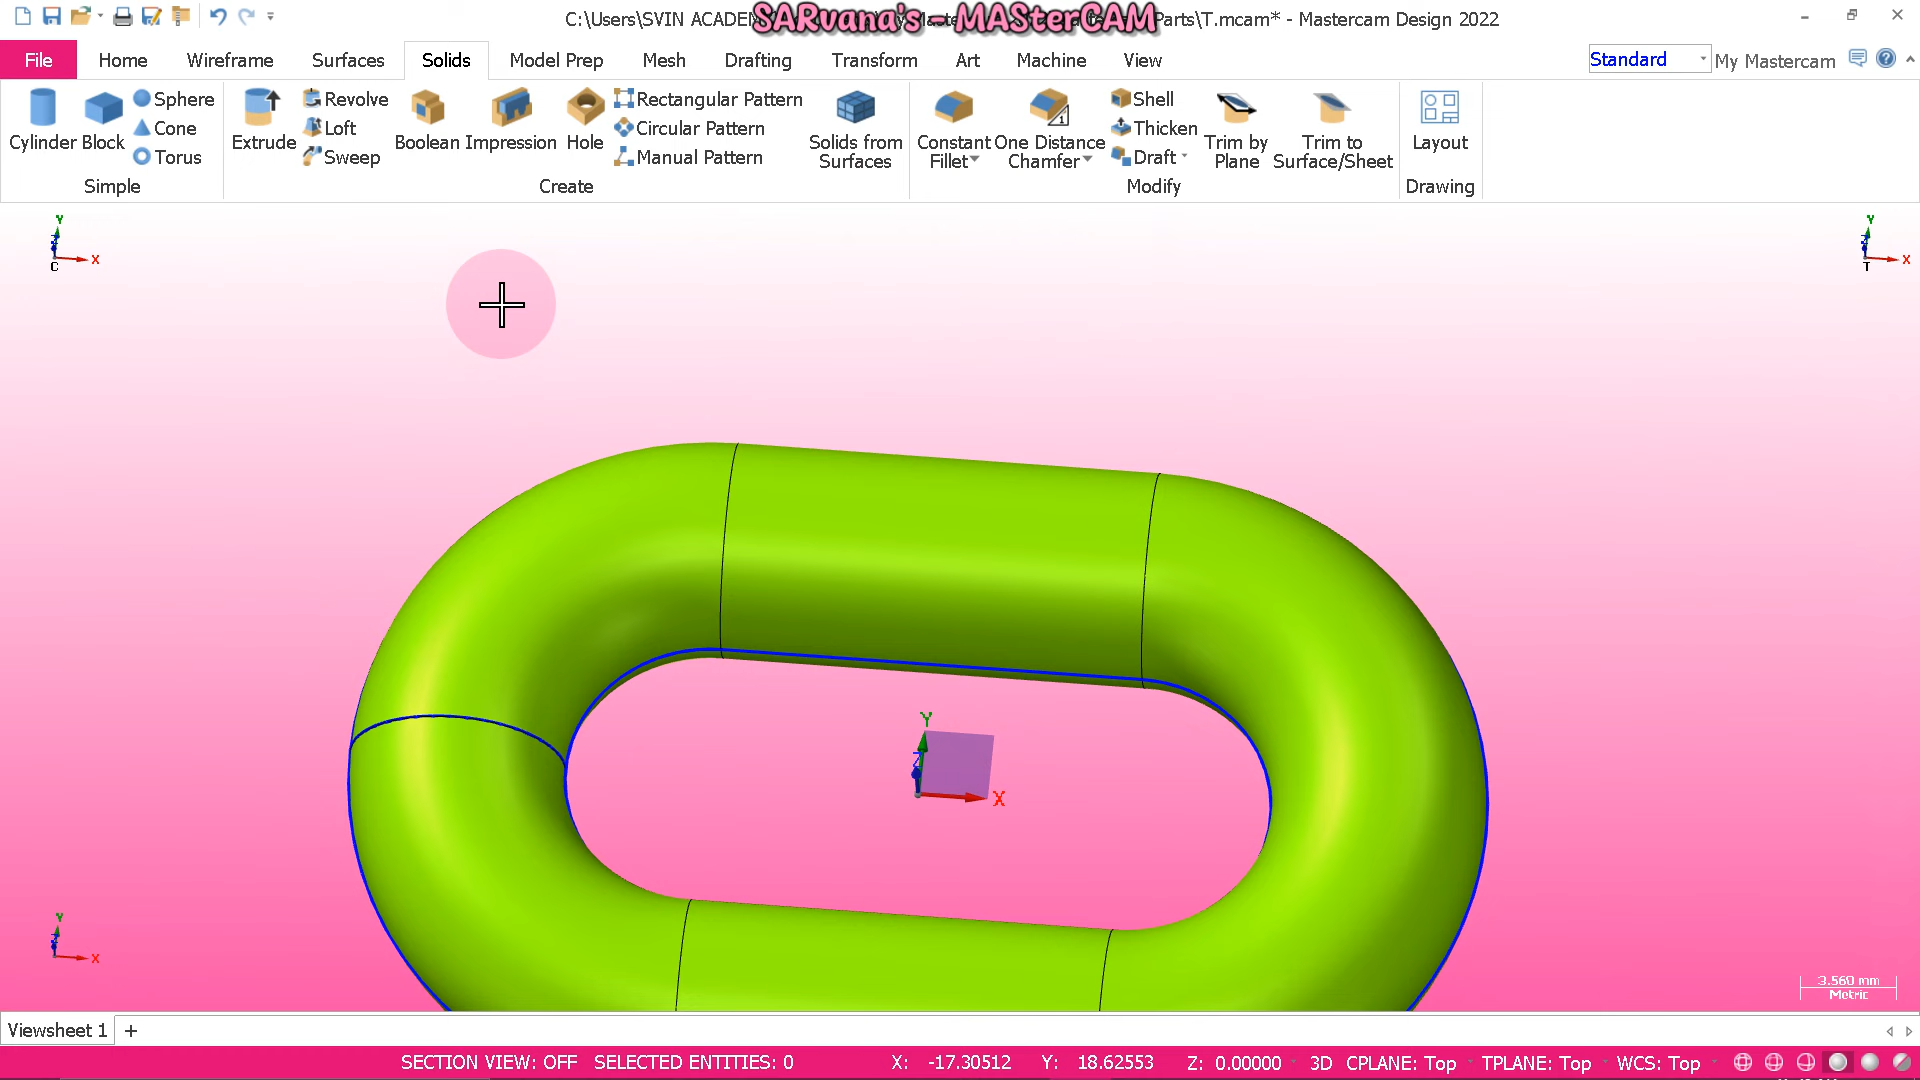 C:\Users\SVIN ACADEM
SARvana's - MASterCAM
Parts\T.mcam* - Mastercam Design 2022
File Home Wireframe Surfaces Solids Model Prep Mesh Drafting Transform Art Machine View
Standard My Mastercam
Cylinder Block Sphere Cone Torus
Simple
Extrude Revolve Loft Sweep Boolean Impression Hole Rectangular Pattern Circular Pattern Manual Pattern Solids from Surfaces
Create
Constant Fillet One Distance Chamfer Shell Thicken Draft Trim by Plane Trim to Surface/Sheet
Modify
Layout
Drawing
Y
Z
X
C
Y
Z
X
T
Y
Z
X
Y
Z
X
3.560 mm
Metric
Viewsheet 1 +
SECTION VIEW: OFF SELECTED ENTITIES: 0 X: -17.30512 Y: 18.62553 Z: 0.00000 3D CPLANE: Top TPLANE: Top WCS: Top